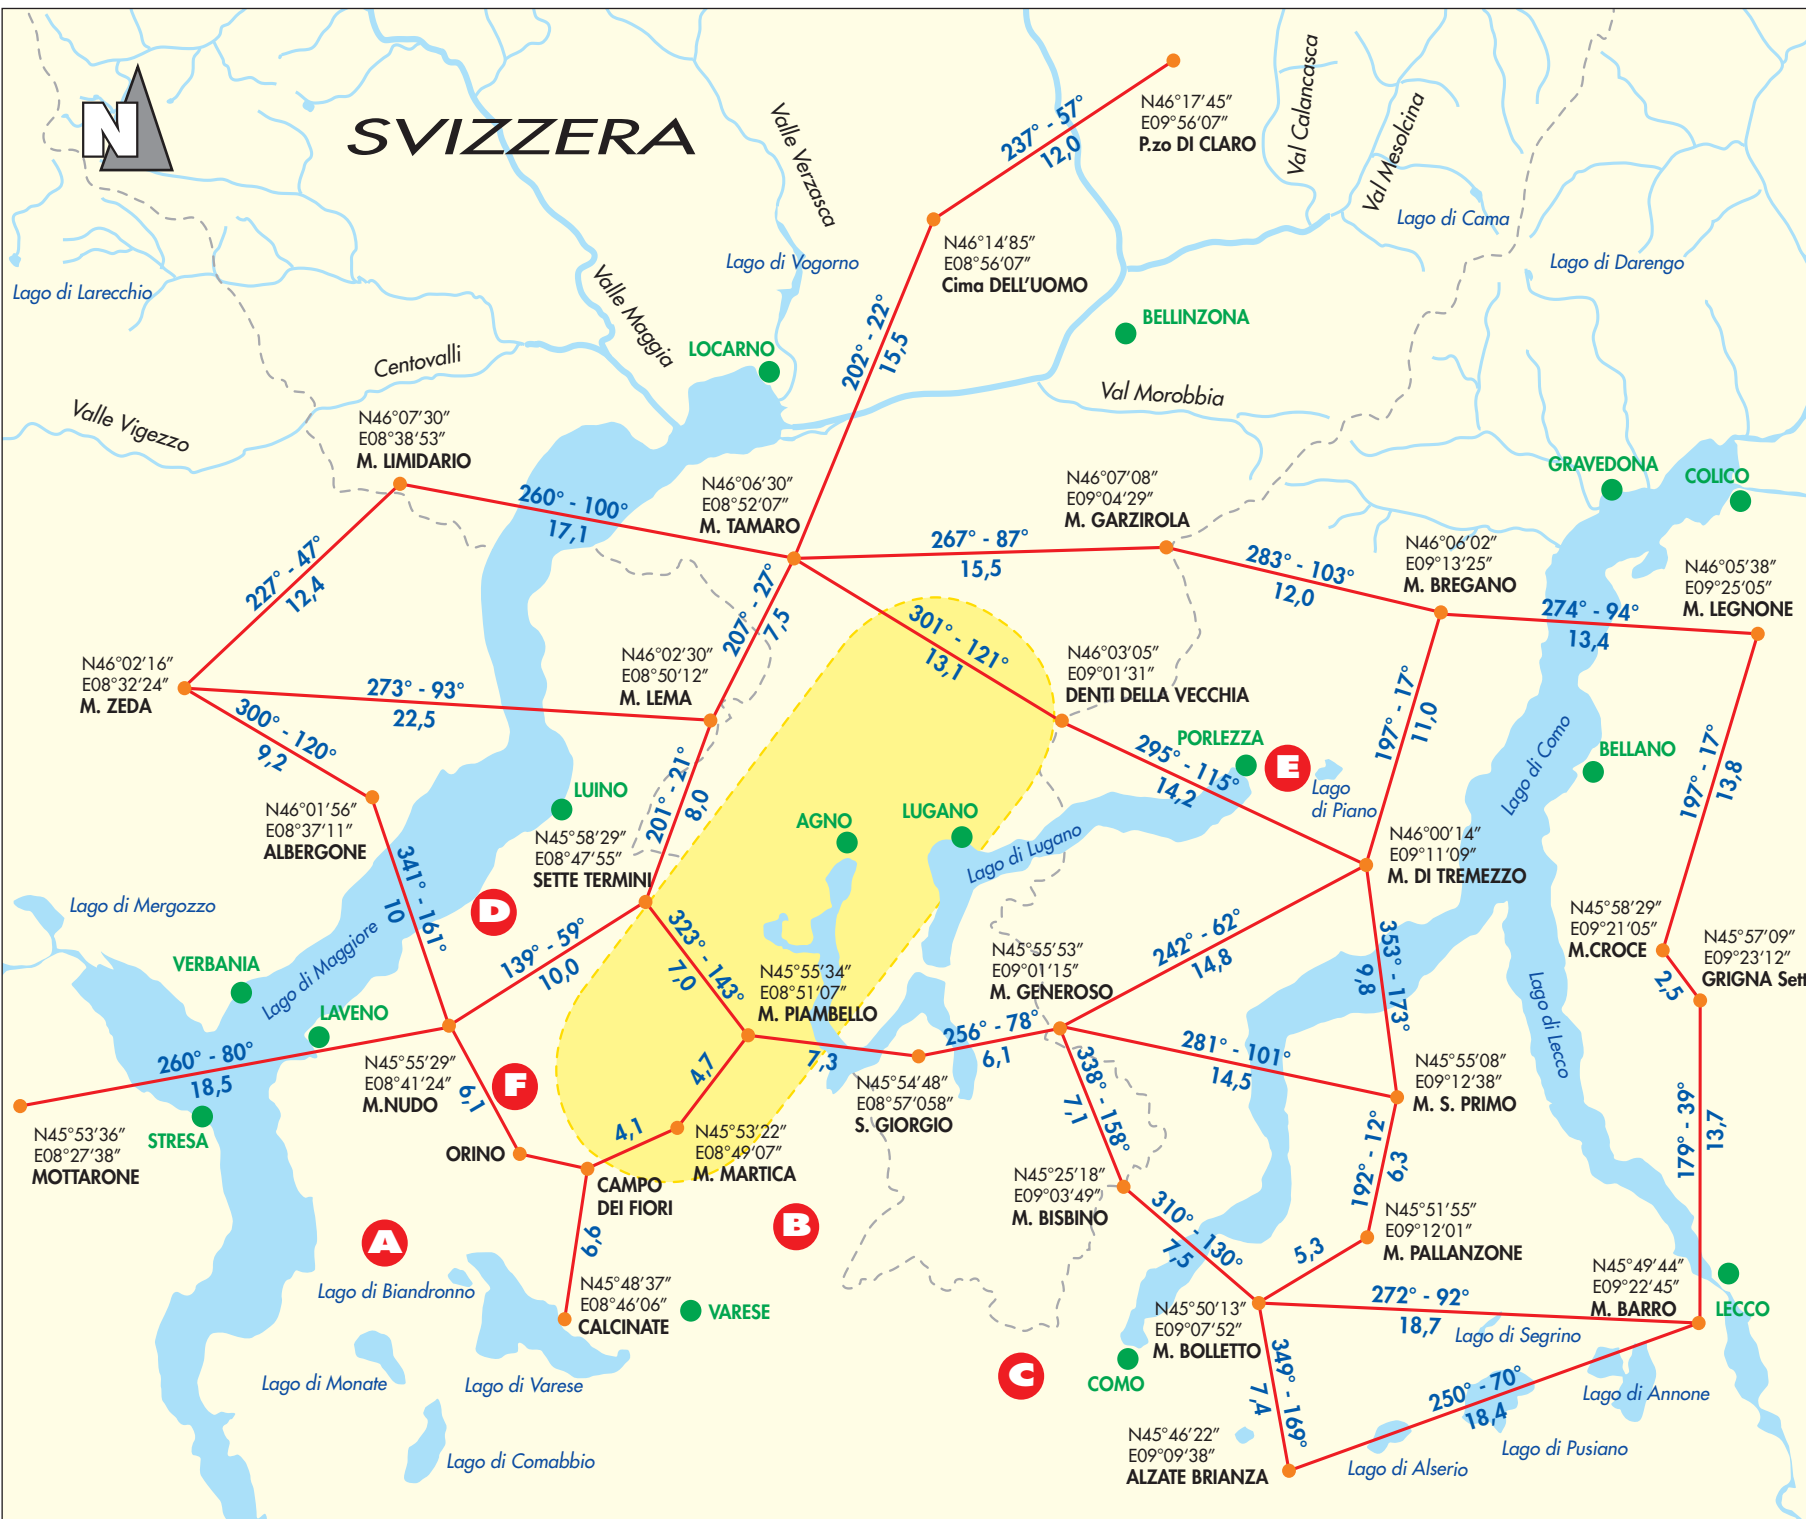 N
SVIZZERA
Valle Verzasca
237° - 57°
12,0
N46°17’45”
E09°56’07”
P.zo DI CLARO
Val Calancasca
Val Mesolcina
Lago di Cama
Lago di Darengo
Lago di Larecchio
Valle Maggia
Lago di Vogorno
N46°14’85”
E08°56’07”
Cima DELL’UOMO
202° - 22°
15,5
BELLINZONA
LOCARNO
Centovalli
Valle Vigezzo
Val Morobbia
N46°07’30”
E08°38’53”
M. LIMIDARIO
260° - 100°
17,1
N46°06’30”
E08°52’07”
M. TAMARO
N46°07’08”
E09°04’29”
M. GARZIROLA
267° - 87°
15,5
283° - 103°
12,0
N46°06’02”
E09°13’25”
M. BREGANO
GRAVEDONA
COLICO
N46°05’38”
E09°25’05”
M. LEGNONE
274° - 94°
13,4
227° - 47°
12,4
207° - 27°
7,5
301° - 121°
13,1
N46°02’16”
E08°32’24”
M. ZEDA
273° - 93°
22,5
N46°02’30”
E08°50’12”
M. LEMA
N46°03’05”
E09°01’31”
DENTI DELLA VECCHIA
300° - 120°
9,2
295° - 115°
14,2
PORLEZZA
E
Lago
di Piano
197° - 17°
11,0
Lago di Como
BELLANO
197° - 17°
13,8
N46°01’56”
E08°37’11”
ALBERGONE
LUINO
201° - 21°
8,0
AGNO
LUGANO
Lago di Lugano
N45°58’29”
E08°47’55”
SETTE TERMINI
N46°00’14”
E09°11’09”
M. DI TREMEZZO
341° - 161°
10
D
Lago di Mergozzo
VERBANIA
Lago di Maggiore
LAVENO
139° - 59°
10,0
323° - 143°
7,0
N45°55’34”
E08°51’07”
M. PIAMBELLO
N45°55’53”
E09°01’15”
M. GENEROSO
242° - 62°
14,8
353° - 173°
9,8
N45°58’29”
E09°21’05”
M.CROCE
N45°57’09”
E09°23’12”
GRIGNA Sett
2,5
Lago di Lecco
260° - 80°
18,5
N45°55’29”
E08°41’24”
M.NUDO
6,1
F
4,7
7,3
256° - 78°
6,1
281° - 101°
14,5
N45°55’08”
E09°12’38”
M. S. PRIMO
N45°54’48”
E08°57’058”
S. GIORGIO
338° - 158°
7,1
STRESA
N45°53’36”
E08°27’38”
MOTTARONE
ORINO
4,1
N45°53’22”
E08°49’07”
M. MARTICA
CAMPO
DEI FIORI
192° - 12°
6,3
179° - 39°
13,7
N45°25’18”
E09°03’49”
M. BISBINO
A
B
310° - 130°
7,5
5,3
N45°51’55”
E09°12’01”
M. PALLANZONE
6,6
Lago di Biandronno
N45°48’37”
E08°46’06”
CALCINATE
VARESE
N45°49’44”
E09°22’45”
M. BARRO
LECCO
272° - 92°
18,7
N45°50’13”
E09°07’52”
M. BOLLETTO
Lago di Segrino
C
COMO
349° - 169°
7,4
250° - 70°
18,4
Lago di Annone
Lago di Monate
Lago di Varese
Lago di Comabbio
N45°46’22”
E09°09’38”
ALZATE BRIANZA
Lago di Pusiano
Lago di Alserio